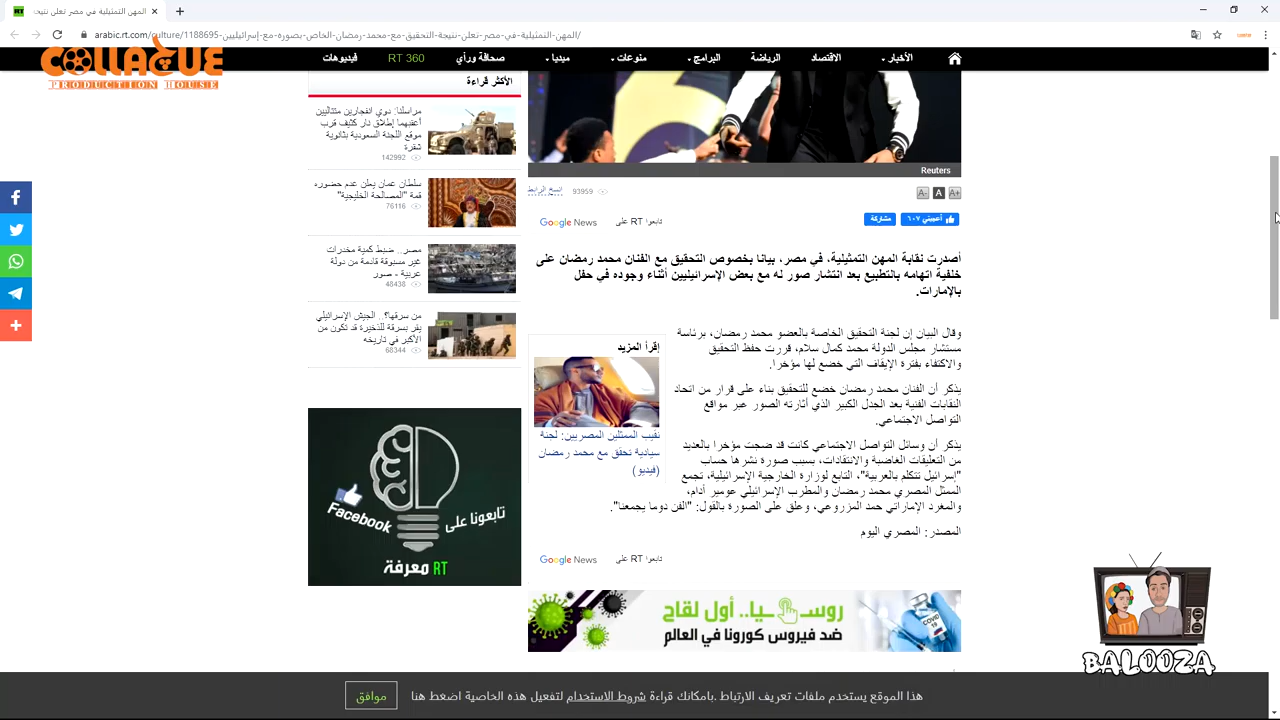 المهن التمثيلية في مصر تعلن نتيجة
arabic.rt.com/culture/1188695-المهن-التمثيلية-في-مصر-تعلن-نتيجة-التحقيق-مع-محمد-رمضان-الخاص-بصوره-مع-إسرائيليين/
COLLAGUE
PRODUCTION HOUSE
الأخبار
الاقتصاد
الرياضة
البرامج
منوعات
ميديا
صحافة ورأي
RT 360
فيديوهات
Reuters
A+
A
A-
93959
إنسخ الرابط
أعجبني ٦٠٧
مشاركة
تابعوا RT على
Google News
أصدرت نقابة المهن التمثيلية، في مصر، بيانا بخصوص التحقيق مع الفنان محمد رمضان على
خلفية اتهامه بالتطبيع بعد انتشار صور له مع بعض الإسرائيليين أثناء وجوده في حفل
بالإمارات.
وقال البيان إن لجنة التحقيق الخاصة بالعضو محمد رمضان، برئاسة
مستشار مجلس الدولة محمد كمال سلام، قررت حفظ التحقيق
والاكتفاء بفترة الإيقاف التي خضع لها مؤخرا.
يذكر أن الفنان محمد رمضان خضع للتحقيق بناء على قرار من اتحاد
النقابات الفنية بعد الجدل الكبير الذي أثارته الصور عبر مواقع
التواصل الاجتماعي.
يذكر أن وسائل التواصل الاجتماعي كانت قد ضجت مؤخرا بالعديد
من التعليقات الغاضبة والانتقادات، بسبب صورة نشرها حساب
"إسرائيل تتكلم بالعربية"، التابع لوزارة الخارجية الإسرائيلية، تجمع
الممثل المصري محمد رمضان والمطرب الإسرائيلي عومير أدام،
والمغرد الإماراتي حمد المزروعي، وعلق على الصورة بالقول: "الفن دوما يجمعنا".
المصدر: المصري اليوم
إقرأ المزيد
نقيب الممثلين المصريين: لجنة
سيادية تحقق مع محمد رمضان
(فيديو)
تابعوا RT على
Google News
روسـيا.. أول لقاح
ضد فيروس كورونا في العالم
COVID
19
الأكثر قراءة
مراسلنا: دوي انفجارين متتاليين
أعقبهما إطلاق نار كثيف قرب
موقع اللجنة السعودية بثانوية
شقرة
142992
سلطان عمان يعلن عدم حضوره
قمة "المصالحة الخليجية"
76116
مصر.. ضبط كمية مخدرات
غير مسبوقة قادمة من دولة
عربية - صور
48438
من سرقها؟.. الجيش الإسرائيلي
يقر بسرقة للذخيرة قد تكون من
الأكبر في تاريخه
68344
تابعونا على Facebook
RT معرفة
BALOOZA
هذا الموقع يستخدم ملفات تعريف الارتباط .بامكانك قراءة شروط الاستخدام لتفعيل هذه الخاصية اضغط هنا
موافق